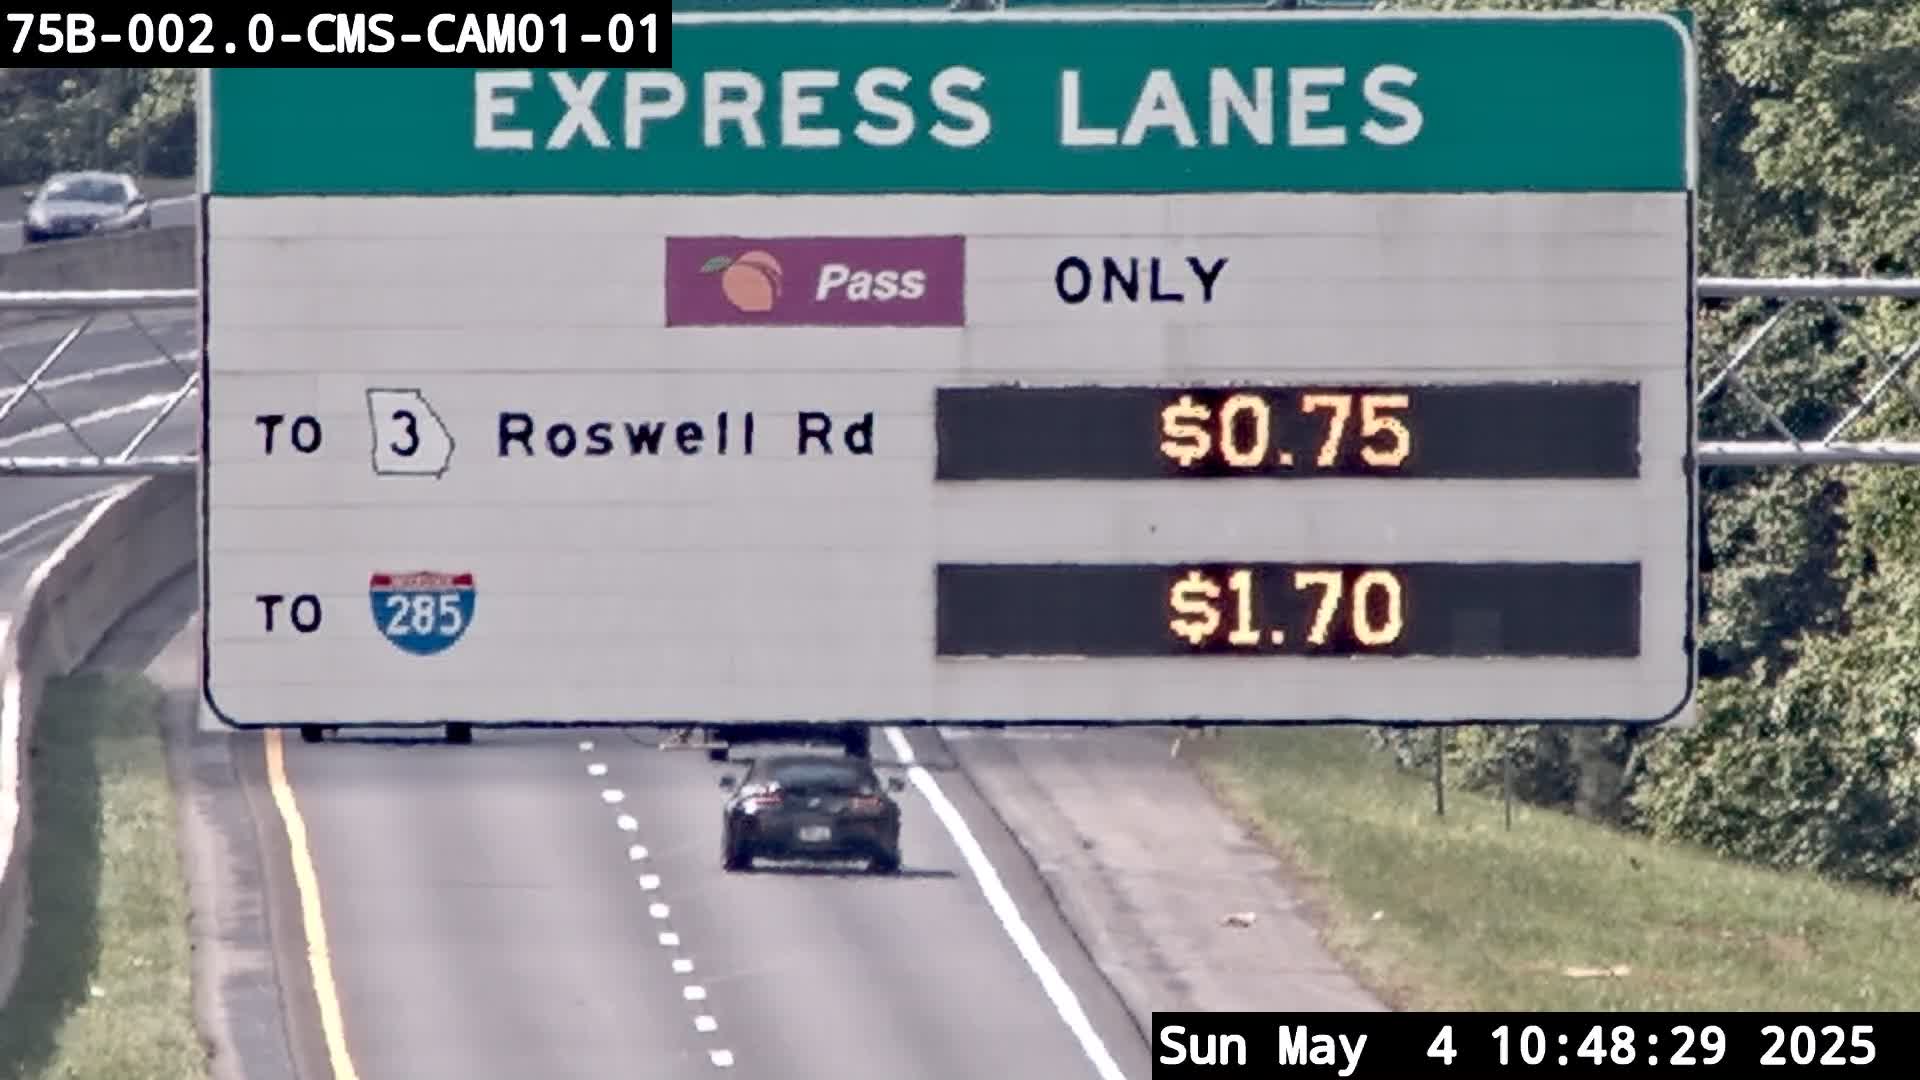 75B-002.0-CMS-CAM01-01
EXPRESS LANES
Pass ONLY
TO 3 Roswell Rd $0.75
TO 285 $1.70
Sun May 4 10:48:29 2025